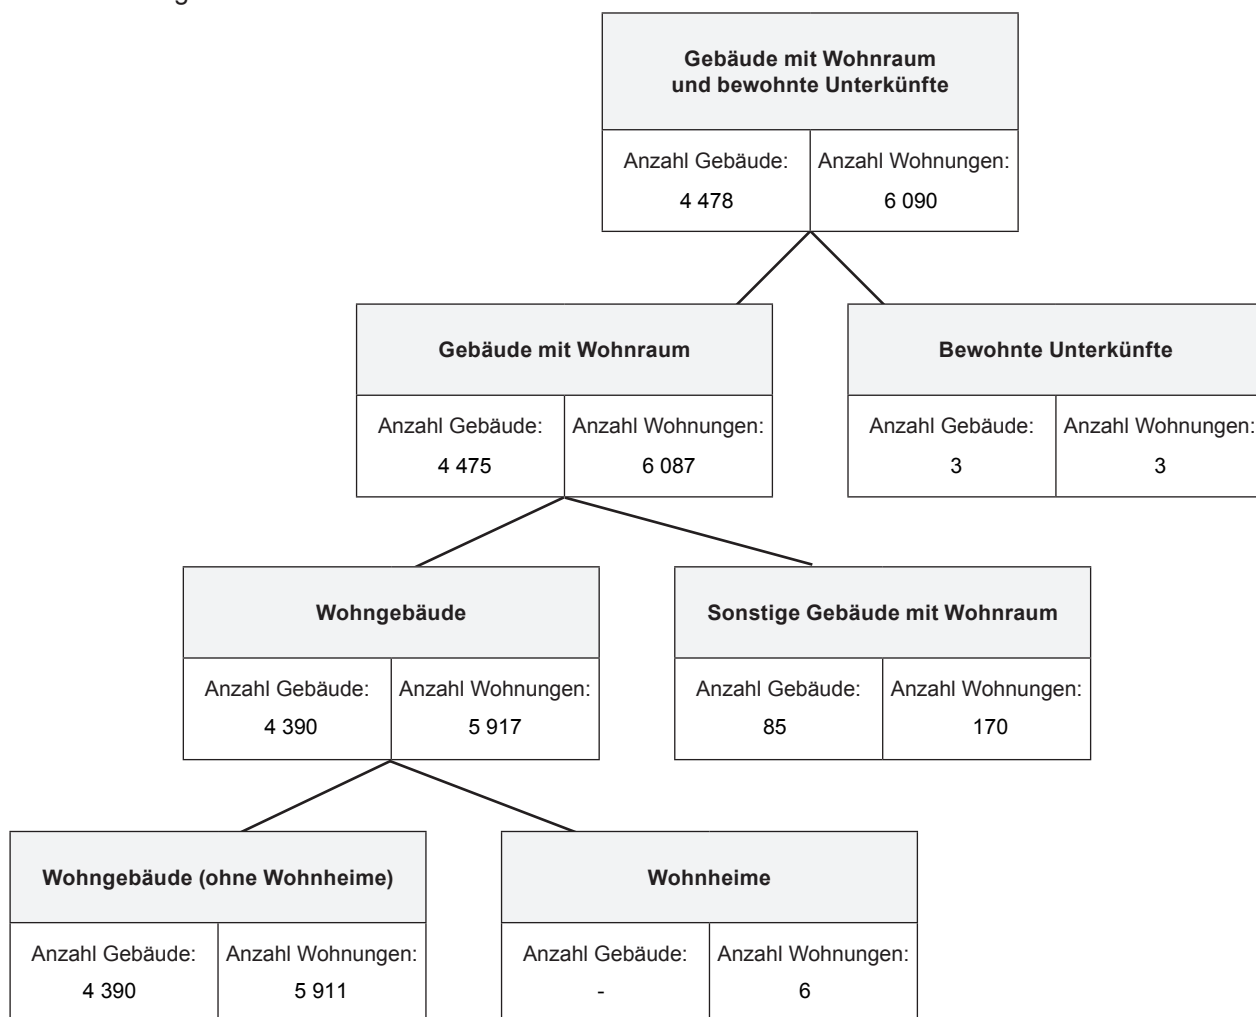 Gebäude mit Wohnraum
und bewohnte Unterkünfte
Anzahl Gebäude: Anzahl Wohnungen:
4 478 6 090
Gebäude mit Wohnraum Bewohnte Unterkünfte
Anzahl Gebäude: Anzahl Wohnungen: Anzahl Gebäude: Anzahl Wohnungen:
4 475 6 087 3 3
Wohngebäude Sonstige Gebäude mit Wohnraum
Anzahl Gebäude: Anzahl Wohnungen: Anzahl Gebäude: Anzahl Wohnungen:
4 390 5 917 85 170
Wohngebäude (ohne Wohnheime) Wohnheime
Anzahl Gebäude: Anzahl Wohnungen: Anzahl Gebäude: Anzahl Wohnungen:
4 390 5 911 - 6